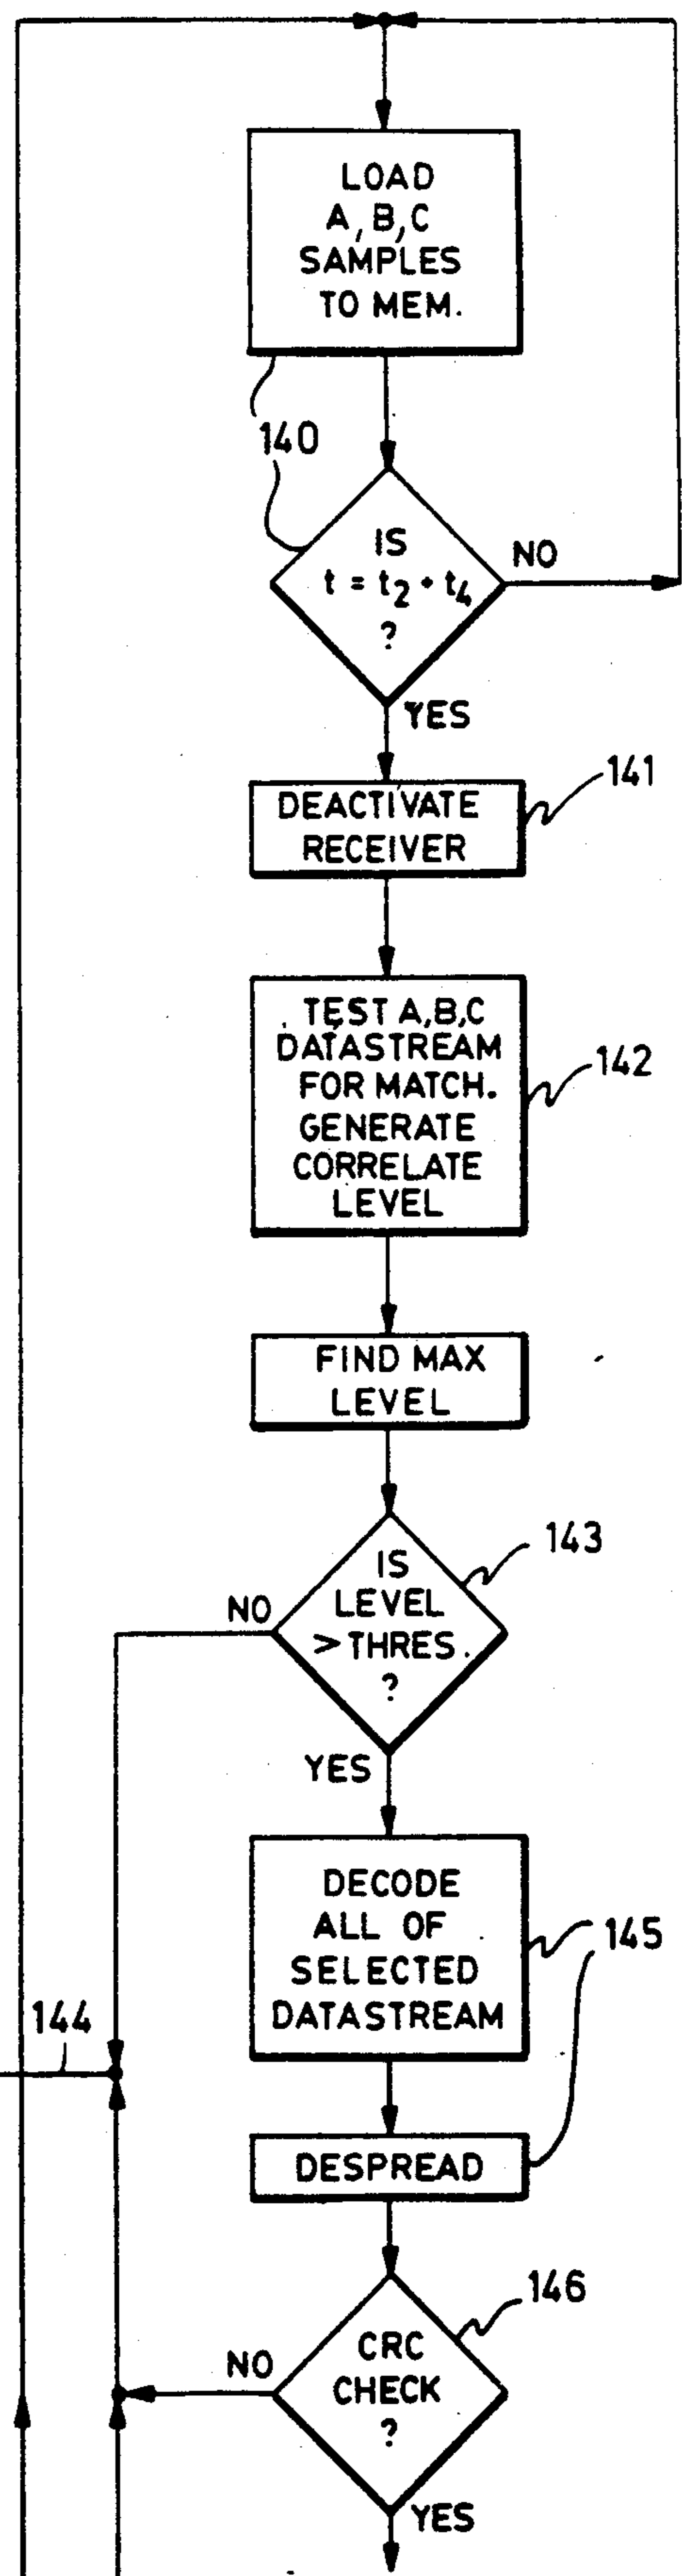 LOAD
A, B, C
SAMPLES
TO MEM.
140
IS
t = t2 + t4
?
NO
YES
141
DEACTIVATE
RECEIVER
TEST A,B,C
DATASTREAM
FOR MATCH.
GENERATE
CORRELATE
LEVEL
142
FIND MAX
LEVEL
143
IS
LEVEL
> THRES.
?
NO
YES
DECODE
ALL OF
SELECTED
DATASTREAM
145
144
DESPREAD
146
CRC
CHECK
?
NO
YES